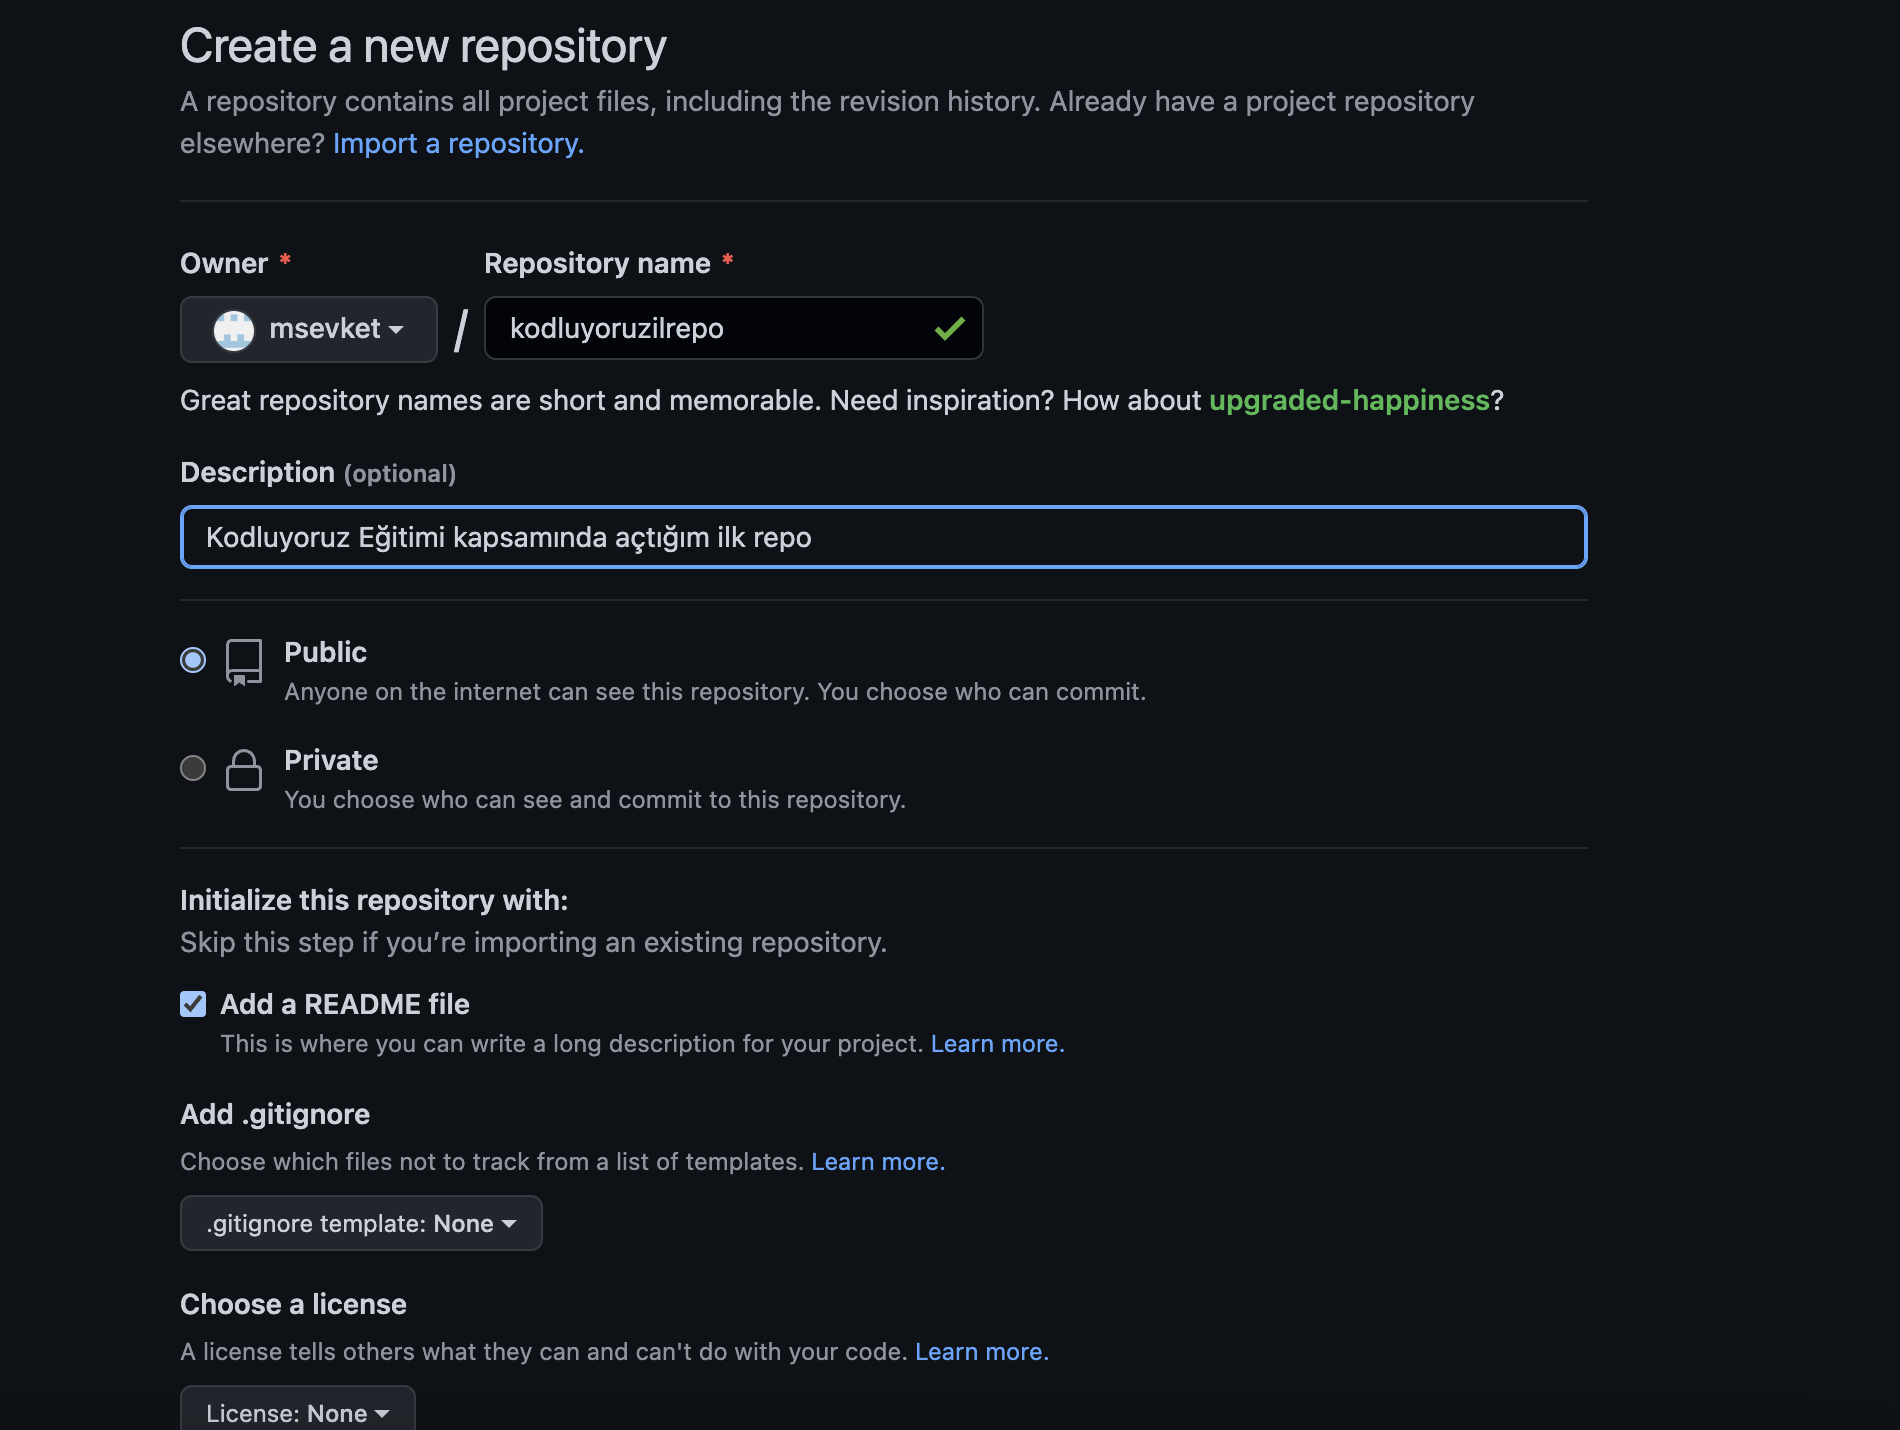 Create a new repository
A repository contains all project files, including the revision history. Already have a project repository
elsewhere? Import a repository.
Owner * Repository name *
msevket / kodluyoruzilrepo
Great repository names are short and memorable. Need inspiration? How about upgraded-happiness?
Description (optional)
Kodluyoruz Eğitimi kapsamında açtığım ilk repo
Public
Anyone on the internet can see this repository. You choose who can commit.
Private
You choose who can see and commit to this repository.
Initialize this repository with:
Skip this step if you’re importing an existing repository.
Add a README file
This is where you can write a long description for your project. Learn more.
Add .gitignore
Choose which files not to track from a list of templates. Learn more.
.gitignore template: None
Choose a license
A license tells others what they can and can't do with your code. Learn more.
License: None